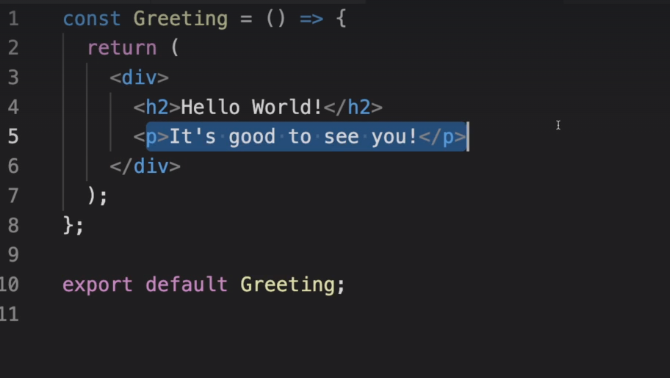 1 const Greeting = () => {
2 return (
3 <div>
4 <h2>Hello World!</h2>
5 <p>It's good to see you!</p>
6 </div>
7 );
8 };
9
10 export default Greeting;
11